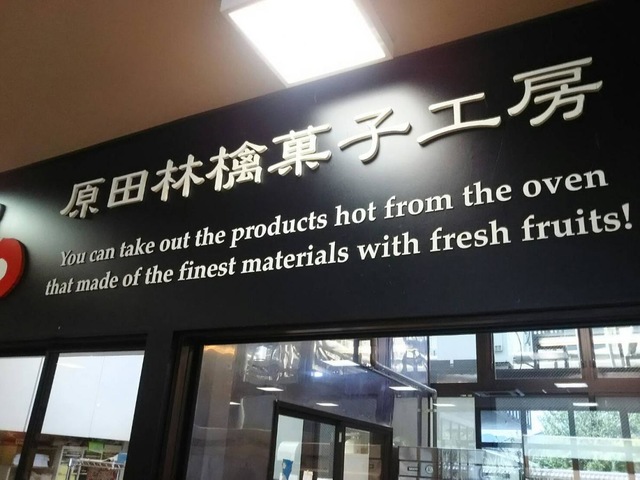 原田林檎菓子工房
You can take out the products hot from the oven
that made of the finest materials with fresh fruits!